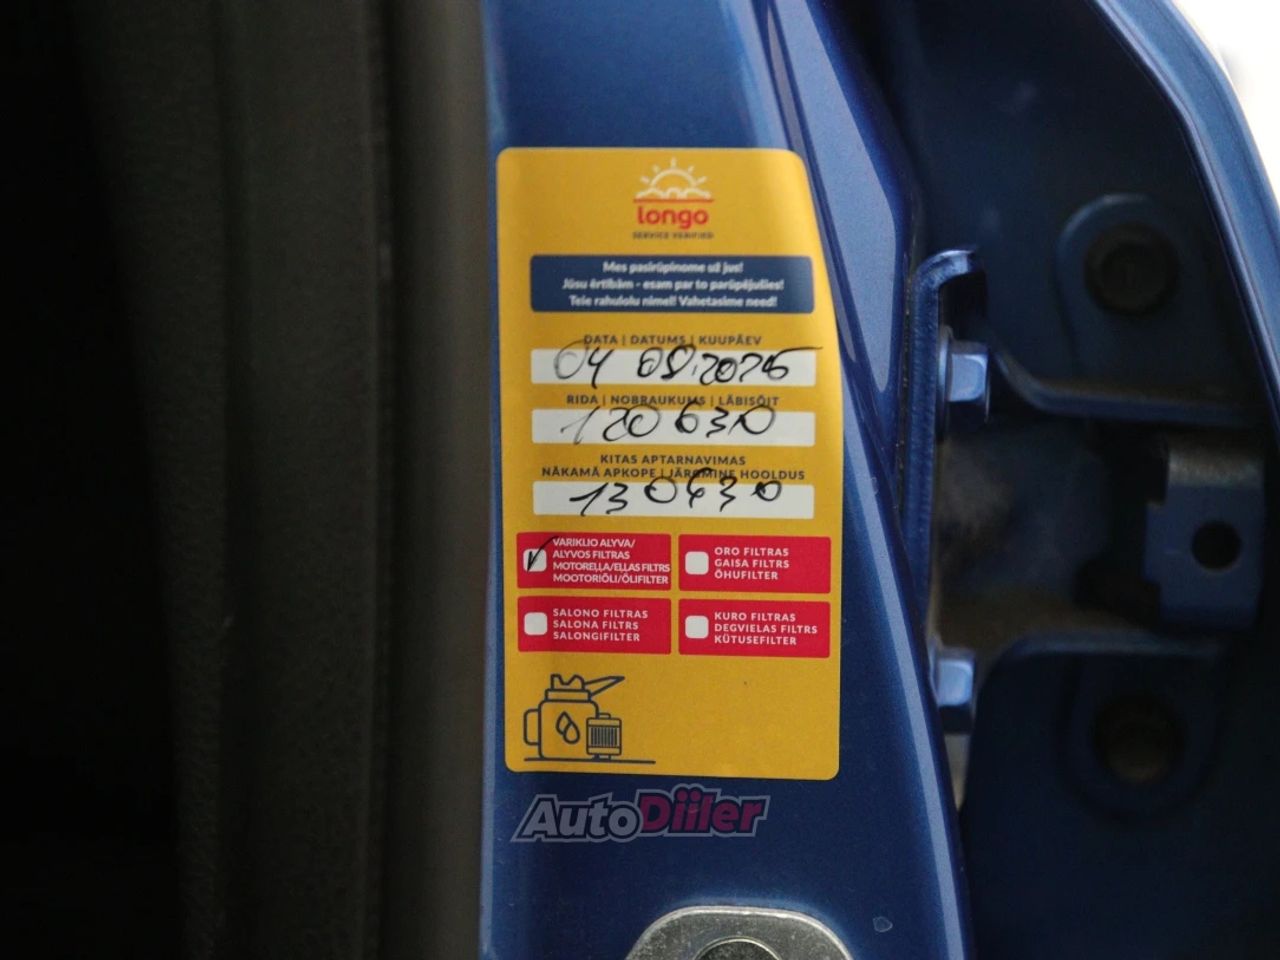 longo
SERVICE VERIFIED
Mes pasirūpinome už jus!
Jūsu ērtībām - esam par to parūpējušies!
Teie rahulolu nimel! Vahetasime need!
DATA | DATUMS | KUUPÄEV
04 08.2025
RIDA | NOBRAUKUMS | LÄBISÕIT
120630
KITAS APTARNAVIMAS
NĀKAMĀ APKOPE | JÄRGMINE HOOLDUS
130630
VARIKLIO ALYVA/
ALYVOS FILTRAS
MOTOREĻĻA/EĻĻAS FILTRS
MOOTORIÕLI/ÕLIFILTER
ORO FILTRAS
GAISA FILTRS
ÕHUFILTER
SALONO FILTRAS
SALONA FILTRS
SALONGIFILTER
KURO FILTRAS
DEGVIELAS FILTRS
KÜTUSEFILTER
AutoDiiler